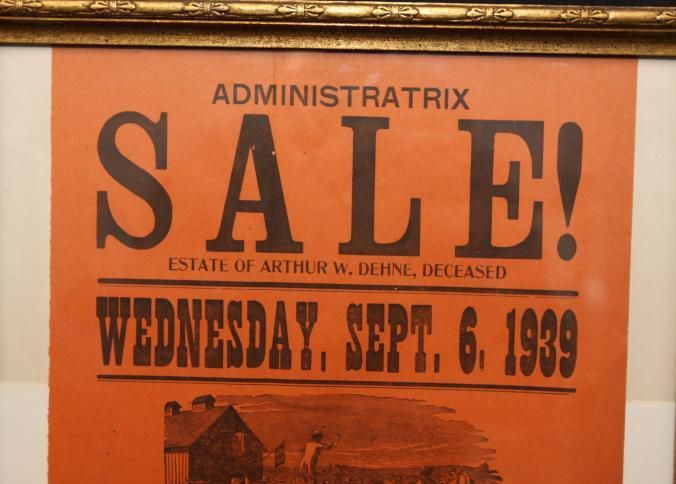 ADMINISTRATRIX
SALE!
ESTATE OF ARTHUR W. DEHNE, DECEASED
WEDNESDAY, SEPT. 6, 1939